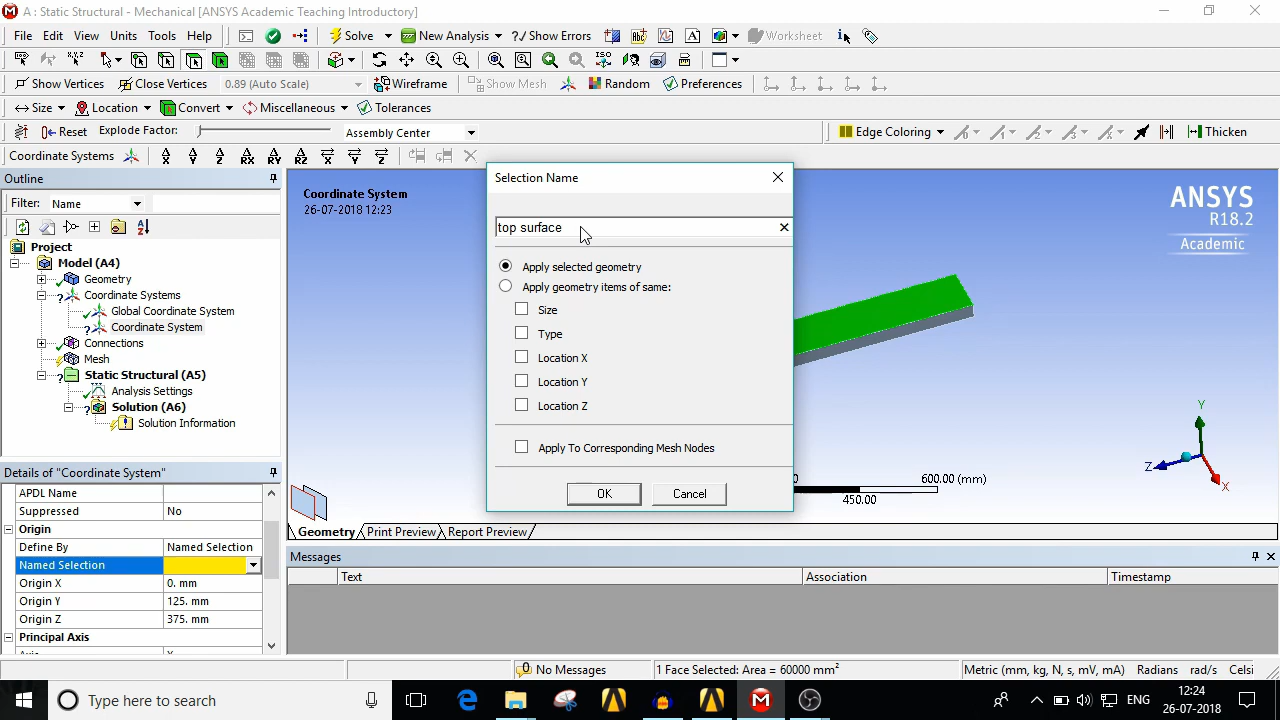 A : Static Structural - Mechanical [ANSYS Academic Teaching Introductory]
File Edit View Units Tools Help Solve New Analysis Show Errors Worksheet
Show Vertices Close Vertices 0.89 (Auto Scale) Wireframe Show Mesh Random Preferences
Size Location Convert Miscellaneous Tolerances
Reset Explode Factor: Assembly Center Edge Coloring Thicken
Coordinate Systems X Y Z RX RY RZ X Y Z
Outline
Filter: Name
Project
Model (A4)
Geometry
Coordinate Systems
Global Coordinate System
Coordinate System
Connections
Mesh
Static Structural (A5)
Analysis Settings
Solution (A6)
Solution Information
Details of "Coordinate System"
APDL Name
Suppressed No
Origin
Define By Named Selection
Named Selection
Origin X 0. mm
Origin Y 125. mm
Origin Z 375. mm
Principal Axis
Coordinate System
26-07-2018 12:23
ANSYS
R18.2
Academic
Selection Name
top surface
Apply selected geometry
Apply geometry items of same:
Size
Type
Location X
Location Y
Location Z
Apply To Corresponding Mesh Nodes
OK Cancel
600.00 (mm)
450.00
Y
Z
X
Geometry Print Preview Report Preview
Messages
Text Association Timestamp
0 No Messages 1 Face Selected: Area = 60000 mm² Metric (mm, kg, N, s, mV, mA) Radians rad/s Celsi
Type here to search ENG 12:24
26-07-2018